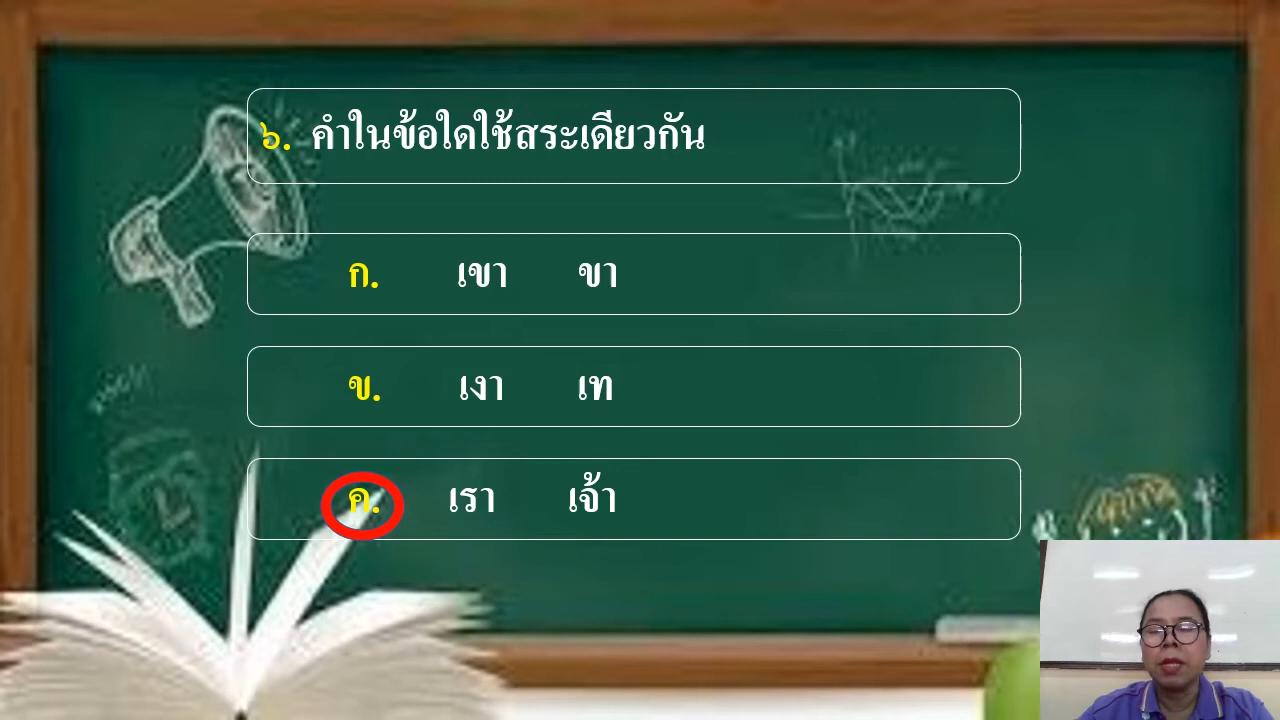 ๖. คำในข้อใดใช้สระเดียวกัน
ก. เขา ขา
ข. เงา เท
ค. เรา เจ้า